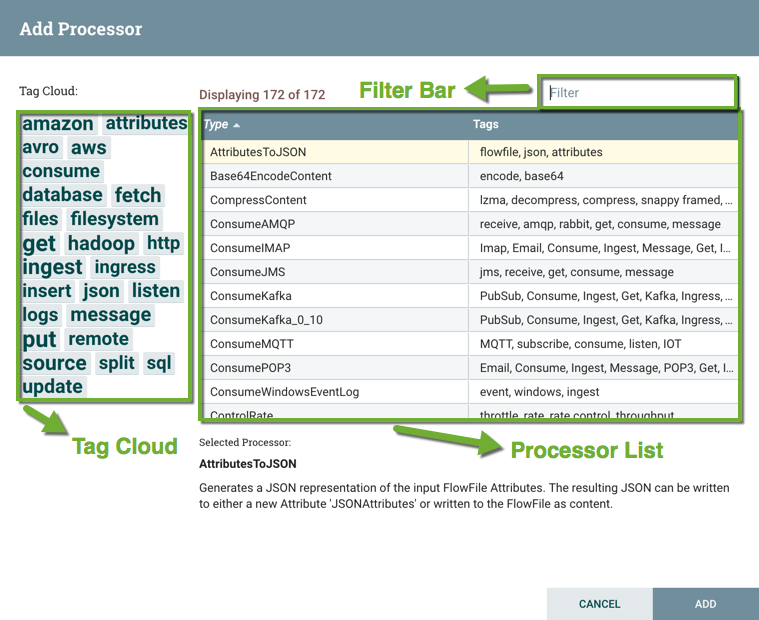 Add Processor
Tag Cloud:
Displaying 172 of 172
Filter Bar
Filter
amazon attributes
avro aws
consume
database fetch
files filesystem
get hadoop http
ingest ingress
insert json listen
logs message
put remote
source split sql
update
Type Tags
AttributesToJSON flowfile, json, attributes
Base64EncodeContent encode, base64
CompressContent lzma, decompress, compress, snappy framed, ...
ConsumeAMQP receive, amqp, rabbit, get, consume, message
ConsumeIMAP Imap, Email, Consume, Ingest, Message, Get, I...
ConsumeJMS jms, receive, get, consume, message
ConsumeKafka PubSub, Consume, Ingest, Get, Kafka, Ingress, ...
ConsumeKafka_0_10 PubSub, Consume, Ingest, Get, Kafka, Ingress, ...
ConsumeMQTT MQTT, subscribe, consume, listen, IOT
ConsumePOP3 Email, Consume, Ingest, Message, POP3, Get, I...
ConsumeWindowsEventLog event, windows, ingest
ControlRate throttle, rate, rate control, throughput
Tag Cloud
Processor List
Selected Processor:
AttributesToJSON
Generates a JSON representation of the input FlowFile Attributes. The resulting JSON can be written
to either a new Attribute 'JSONAttributes' or written to the FlowFile as content.
CANCEL ADD